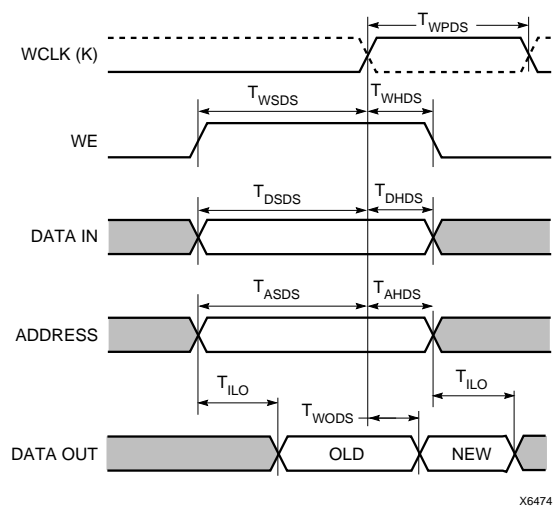 T_WPDS
WCLK (K)
T_WSDS T_WHDS
WE
T_DSDS T_DHDS
DATA IN
T_ASDS T_AHDS
ADDRESS
T_ILO T_ILO
T_WODS
DATA OUT OLD NEW
X6474